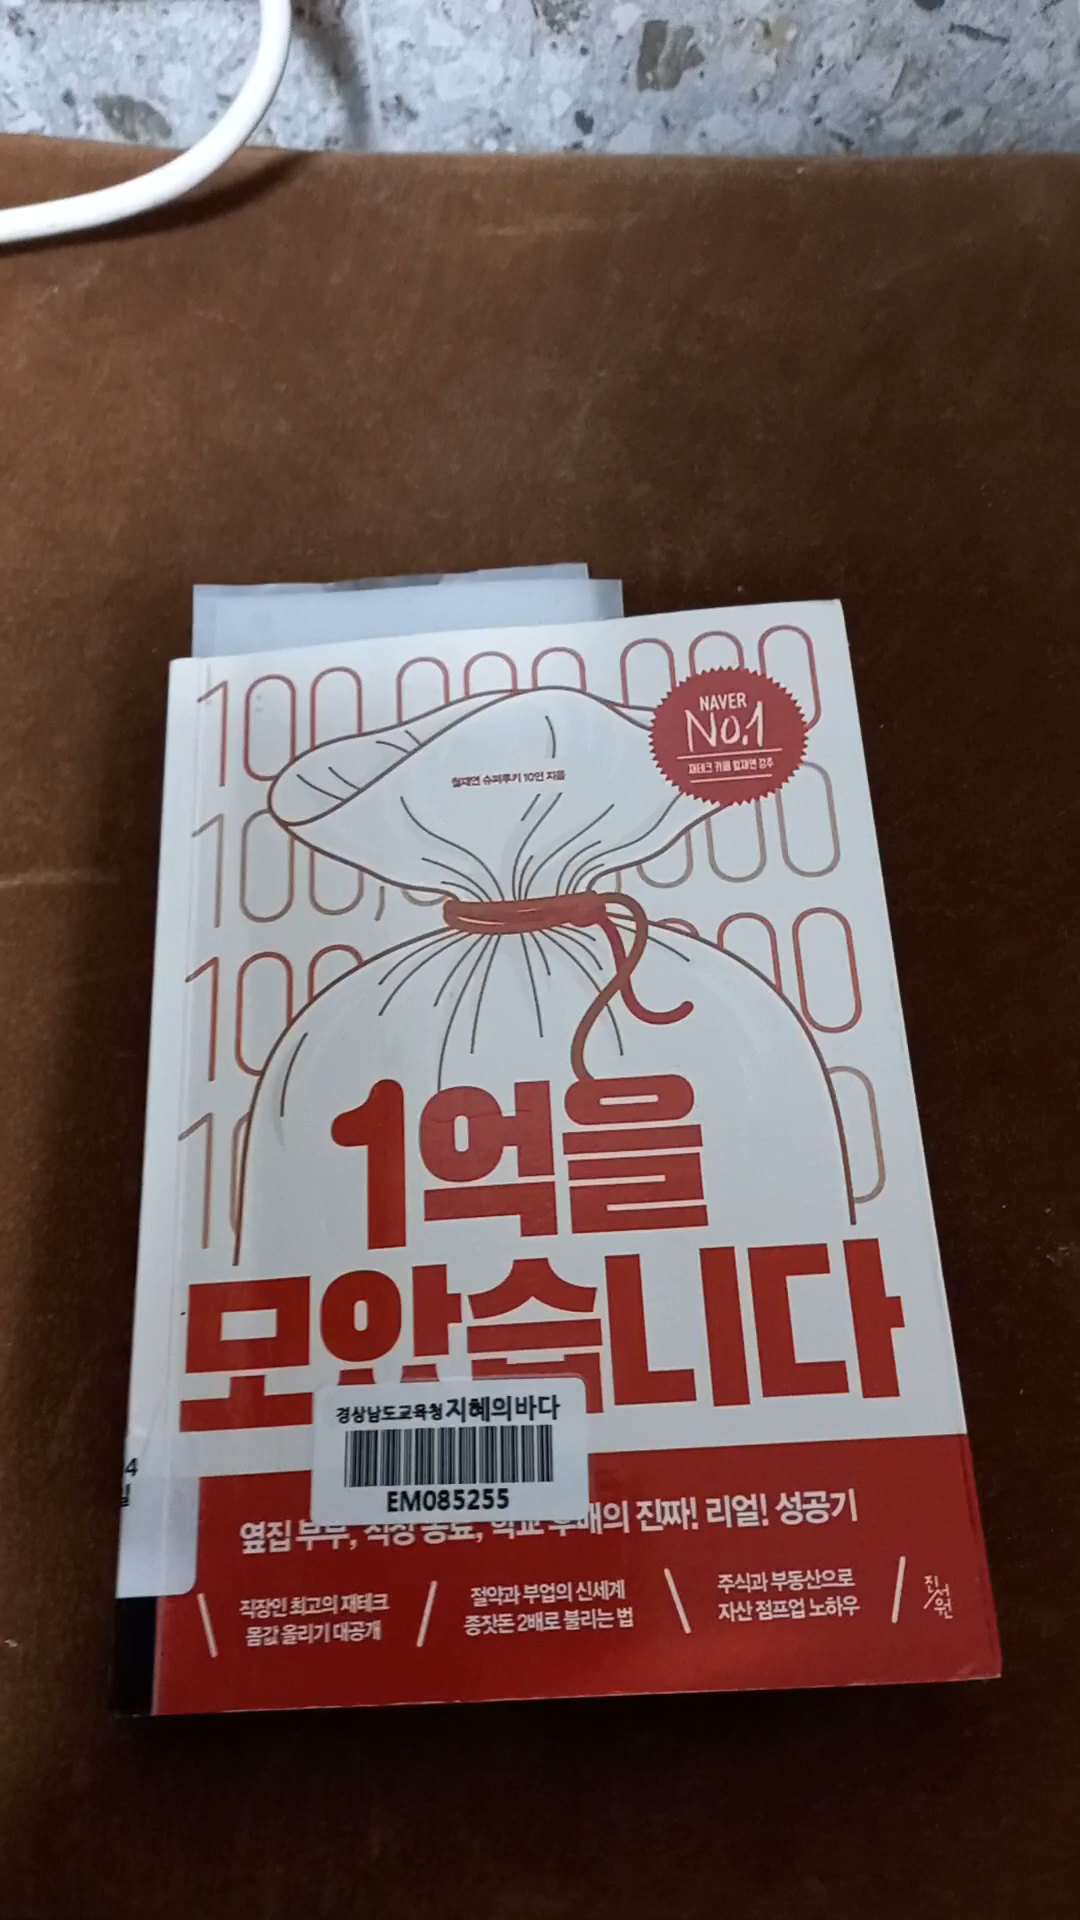 100,000,000
NAVER
No.1
재테크 카페 월재연 강추
월재연 슈퍼루키 10인 지음
1억을
모았습니다
경상남도교육청 지혜의바다
EM085255
옆집 부부, 직장 동료, 학교 후배의 진짜! 리얼! 성공기
직장인 최고의 재테크
몸값 올리기 대공개
절약과 부업의 신세계
종잣돈 2배로 불리는 법
주식과 부동산으로
자산 점프업 노하우
진서원